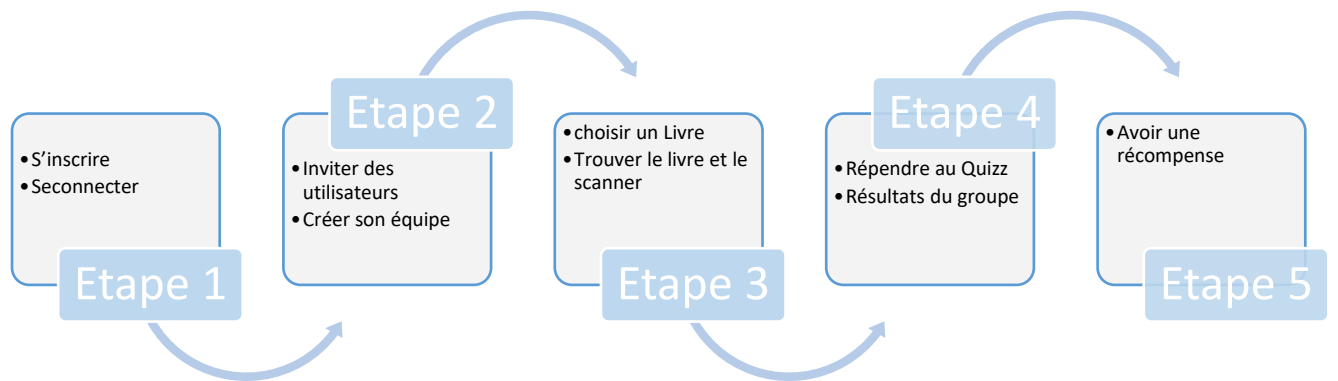 •S'inscrire
•Seconnecter
Etape 1
Etape 2
•Inviter des
utilisateurs
•Créer son équipe
•choisir un Livre
•Trouver le livre et le
scanner
Etape 3
Etape 4
•Répendre au Quizz
•Résultats du groupe
•Avoir une
récompense
Etape 5